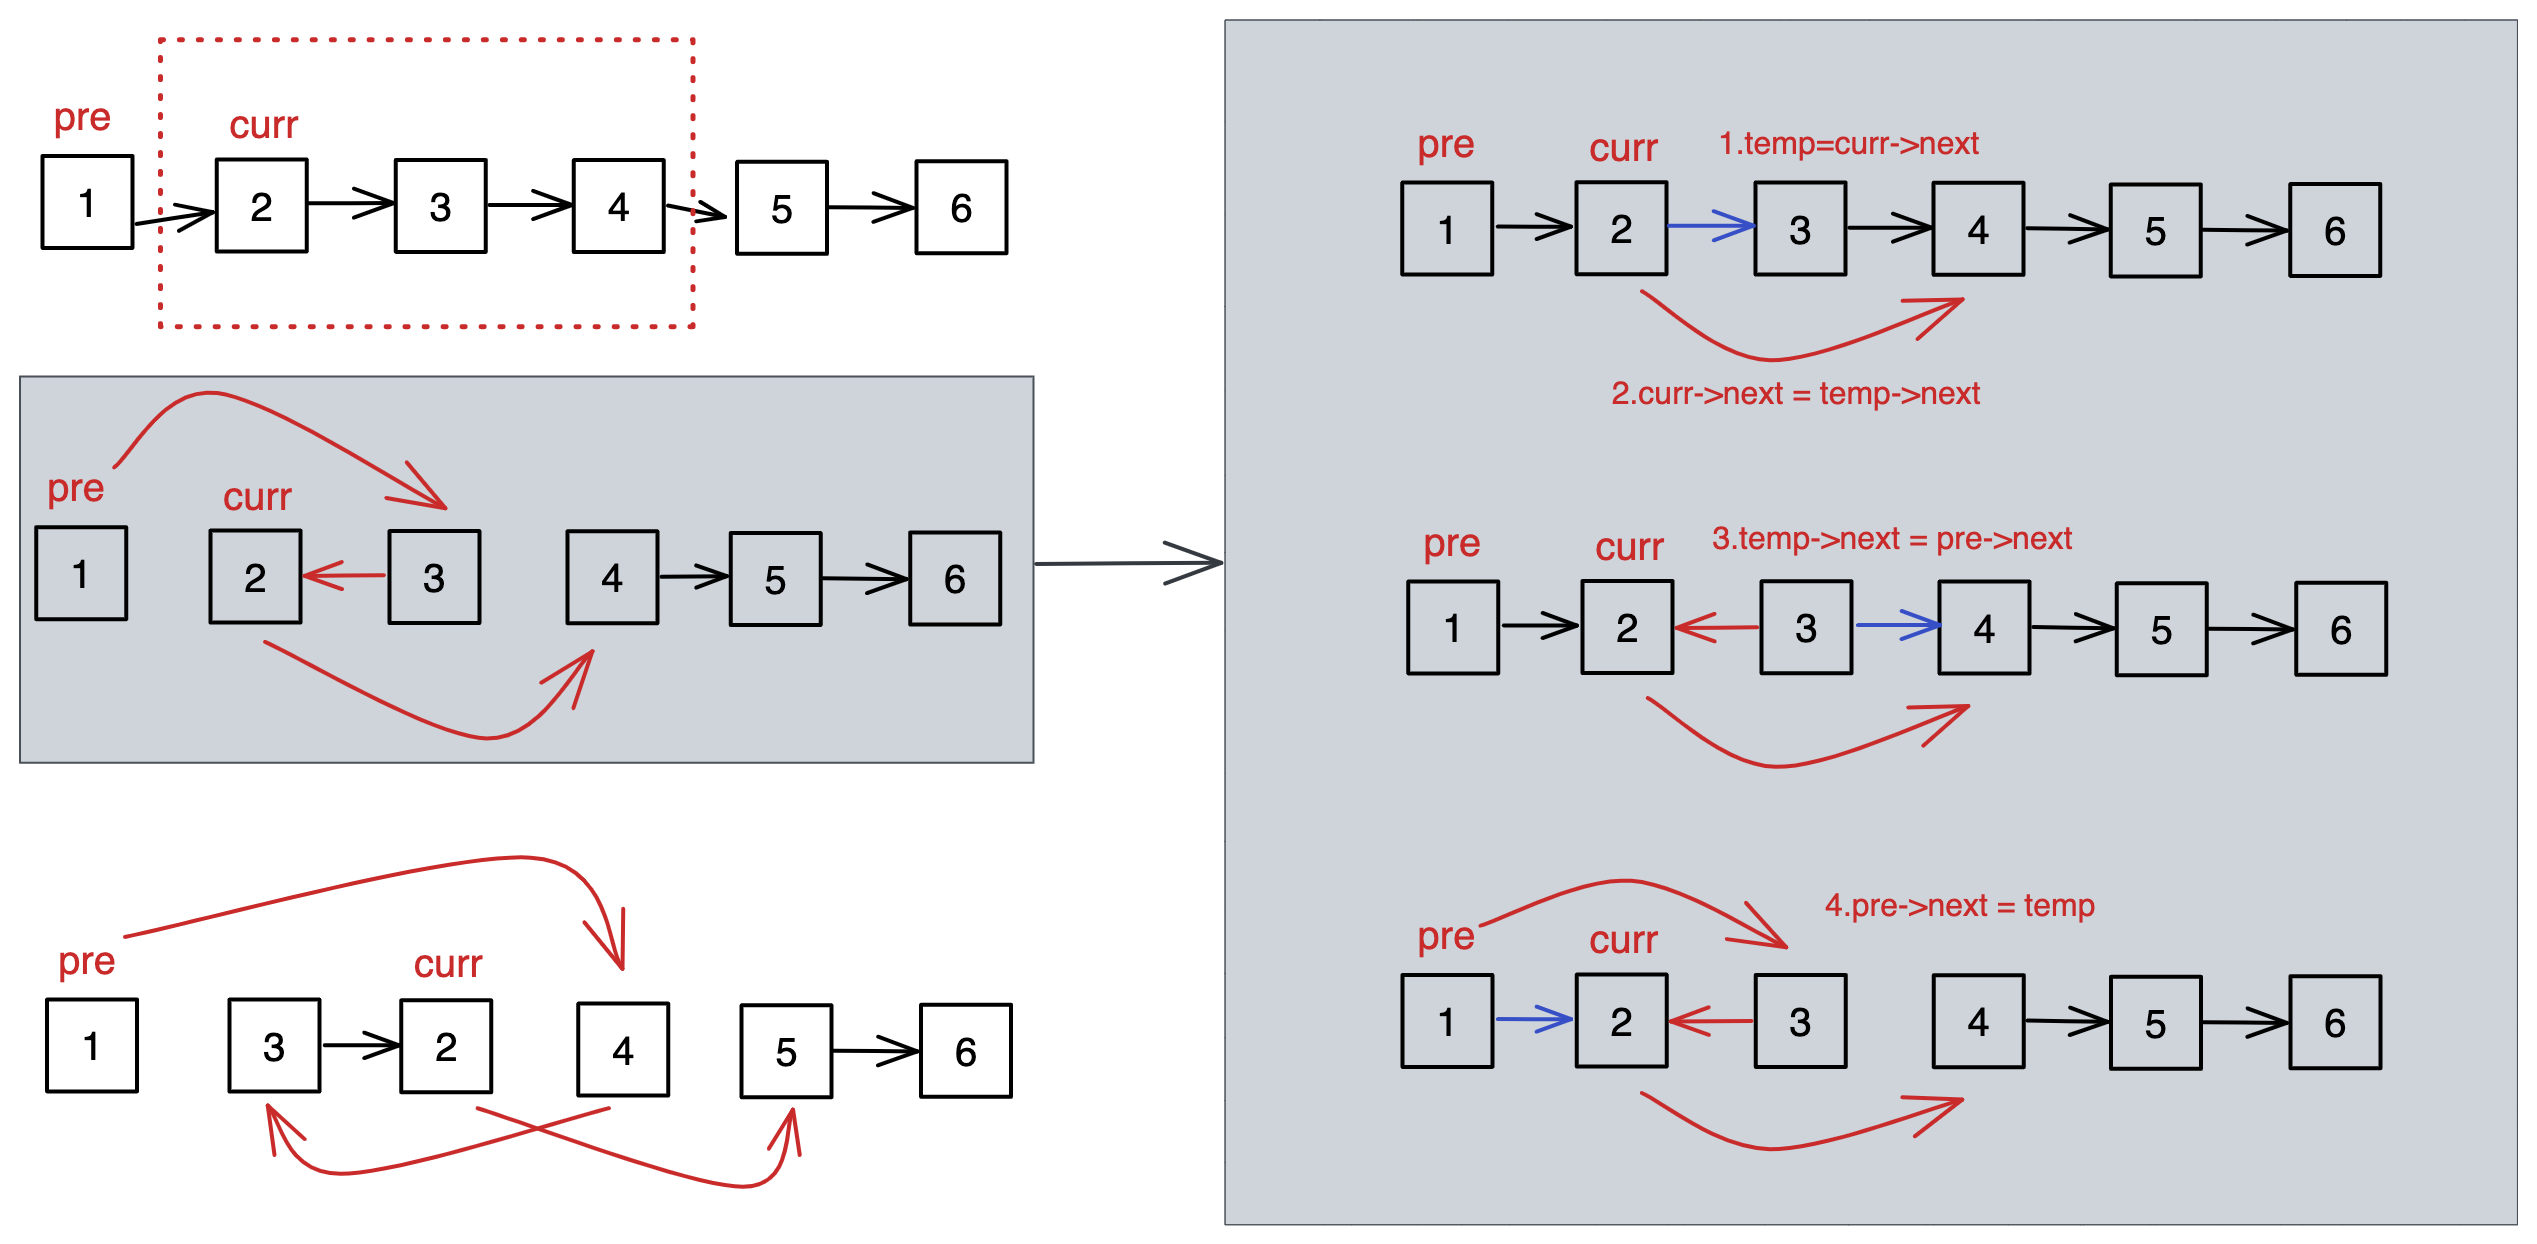 pre
curr
1 2 3 4 5 6
pre
curr
1 2 3 4 5 6
pre
curr
1 3 2 4 5 6
pre
curr
1.temp=curr->next
1 2 3 4 5 6
2.curr->next = temp->next
pre
curr
3.temp->next = pre->next
1 2 3 4 5 6
4.pre->next = temp
pre
curr
1 2 3 4 5 6